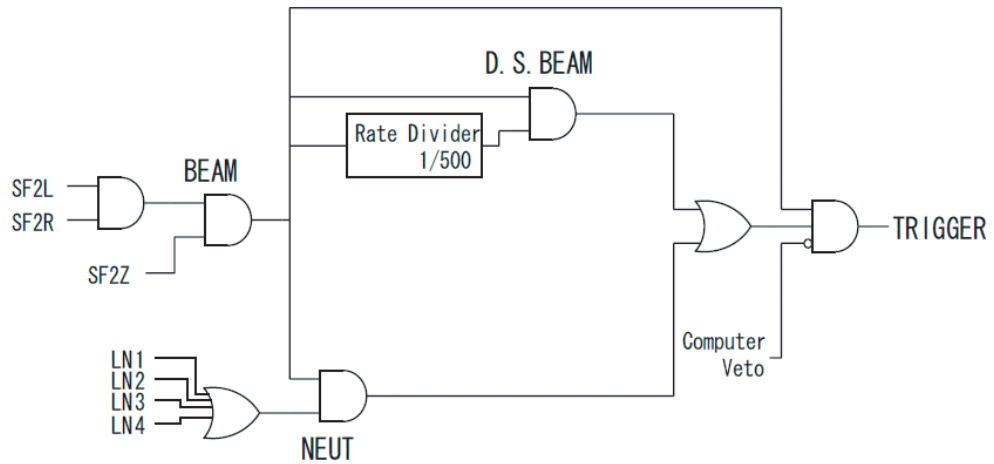 D.S.BEAM
Rate Divider
1/500
BEAM
SF2L
SF2R
SF2Z
TRIGGER
Computer
Veto
LN1
LN2
LN3
LN4
NEUT